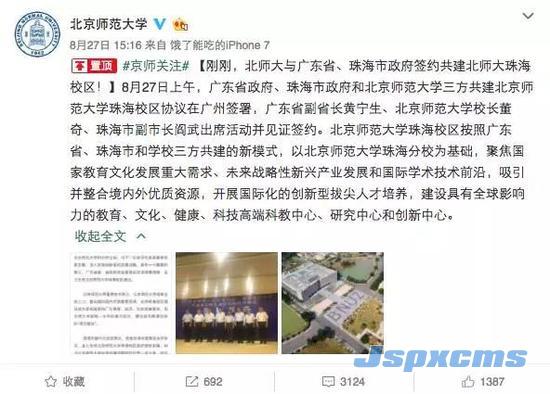 北京师范大学
8月27日 15:16 来自 饿了能吃的iPhone 7
置顶 #京师关注# 【刚刚，北师大与广东省、珠海市政府签约共建北师大珠海
校区！】8月27日上午，广东省政府、珠海市政府和北京师范大学三方共建北京师
范大学珠海校区协议在广州签署，广东省副省长黄宁生、北京师范大学校长董
奇、珠海市副市长阎武出席活动并见证签约。北京师范大学珠海校区按照广东
省、珠海市和学校三方共建的新模式，以北京师范大学珠海分校为基础，聚焦国
家教育文化发展重大需求、未来战略性新兴产业发展和国际学术技术前沿，吸引
并整合境内外优质资源，开展国际化的创新型拔尖人才培养，建设具有全球影响
力的教育、文化、健康、科技高端科教中心、研究中心和创新中心。
收起全文
BNUZ
Jspxcms
收藏 692 3124 1387